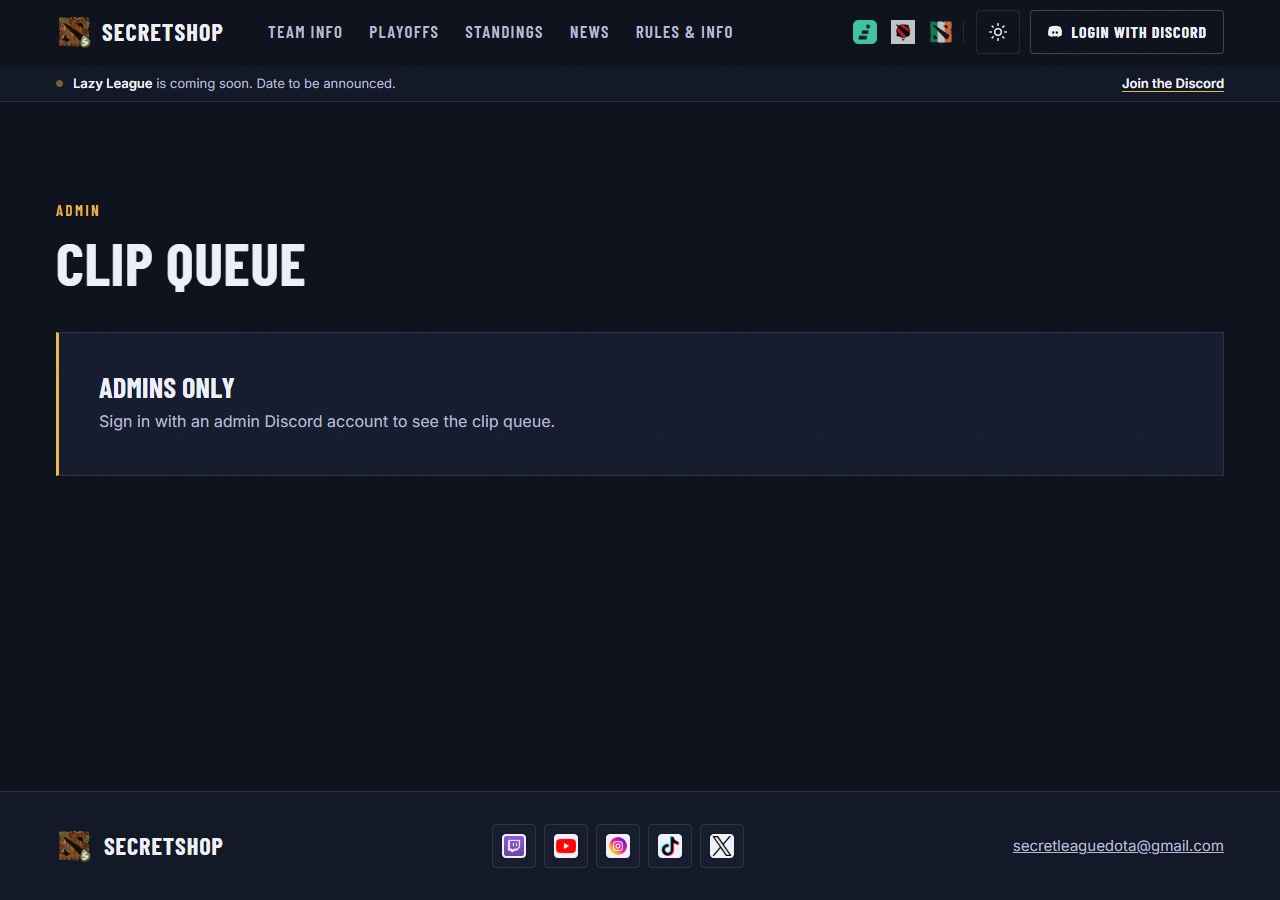 SECRETSHOP
TEAM INFO
PLAYOFFS
STANDINGS
NEWS
RULES & INFO
LOGIN WITH DISCORD
Lazy League is coming soon. Date to be announced.
Join the Discord
ADMIN
CLIP QUEUE
ADMINS ONLY
Sign in with an admin Discord account to see the clip queue.
SECRETSHOP
secretleaguedota@gmail.com